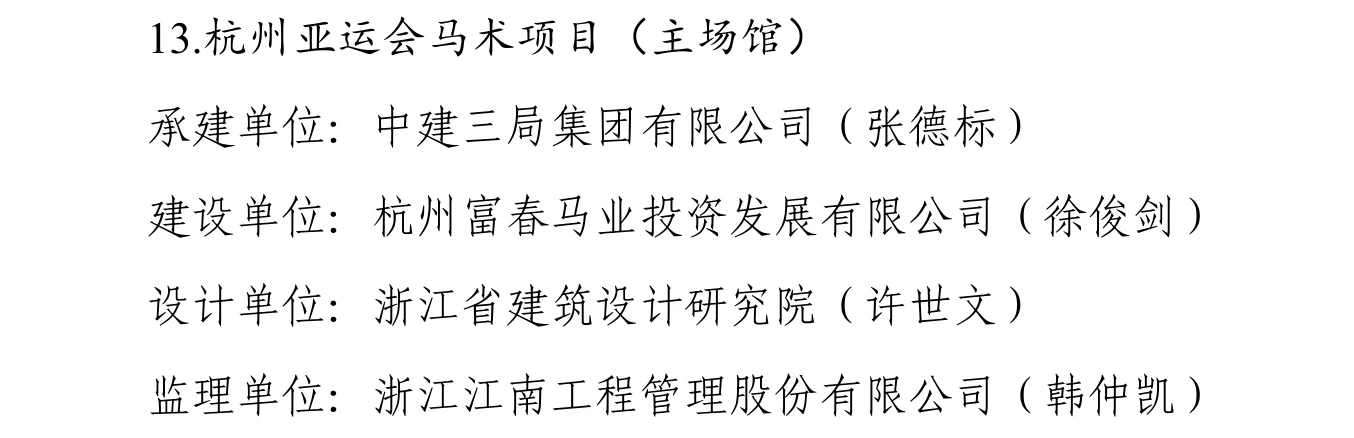 13.杭州亚运会马术项目（主场馆）
承建单位：中建三局集团有限公司（张德标）
建设单位：杭州富春马业投资发展有限公司（徐俊剑）
设计单位：浙江省建筑设计研究院（许世文）
监理单位：浙江江南工程管理股份有限公司（韩仲凯）